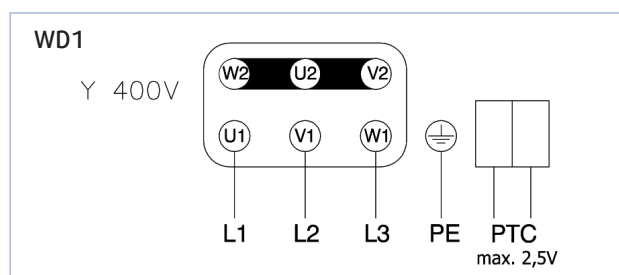 WD1
Y 400V
W2 U2 V2
U1 V1 W1
L1 L2 L3 PE PTC
max. 2,5V